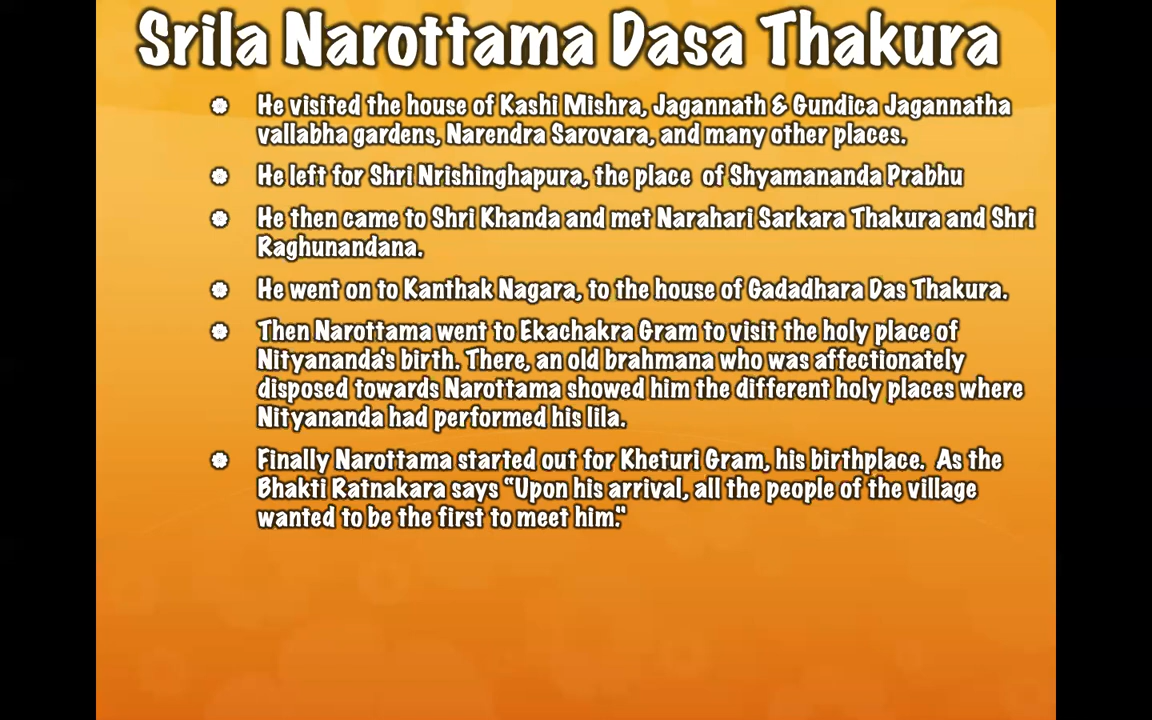 Srila Narottama Dasa Thakura
He visited the house of Kashi Mishra, Jagannath & Gundica Jagannatha
vallabha gardens, Narendra Sarovara, and many other places.
He left for Shri Nrishinghapura, the place of Shyamananda Prabhu
He then came to Shri Khanda and met Narahari Sarkara Thakura and Shri
Raghunandana.
He went on to Kanthak Nagara, to the house of Gadadhara Das Thakura.
Then Narottama went to Ekachakra Gram to visit the holy place of
Nityananda's birth. There, an old brahmana who was affectionately
disposed towards Narottama showed him the different holy places where
Nityananda had performed his lila.
Finally Narottama started out for Kheturi Gram, his birthplace. As the
Bhakti Ratnakara says "Upon his arrival, all the people of the village
wanted to be the first to meet him."